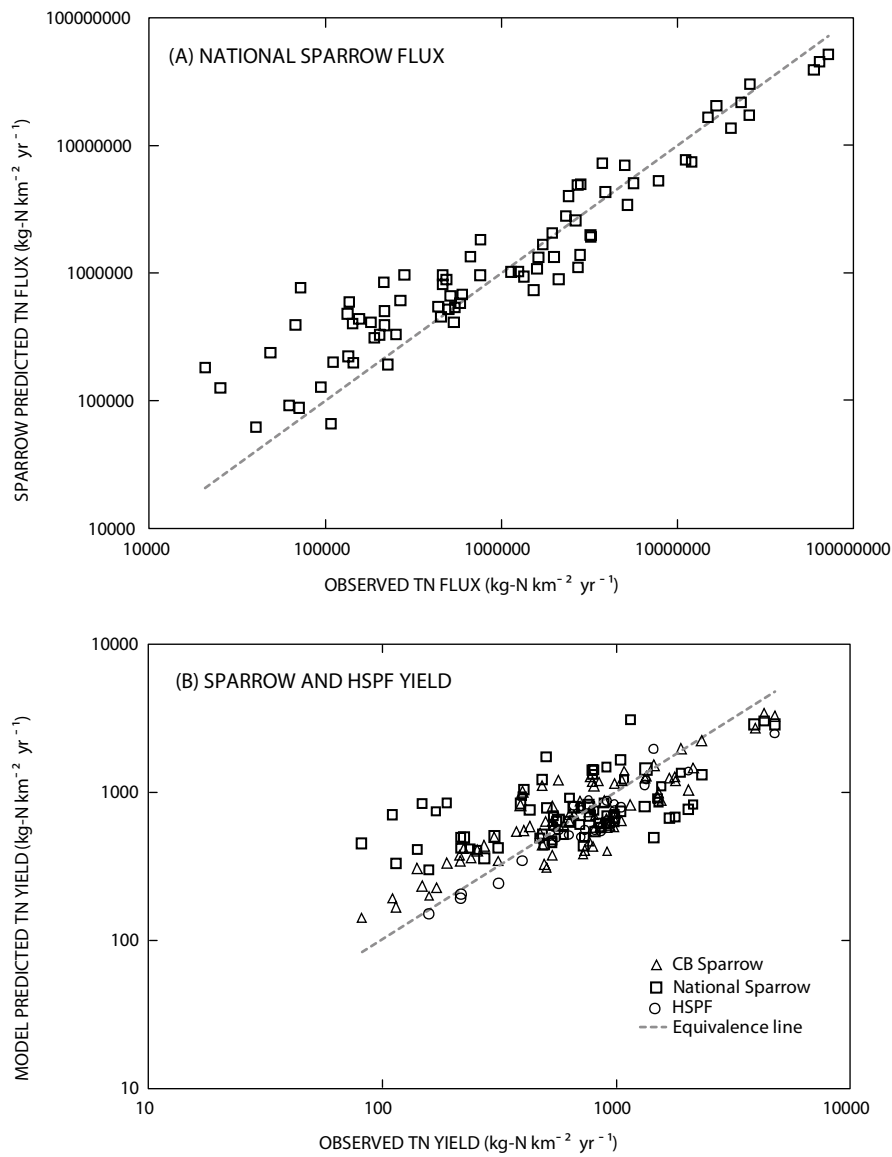 100000000
(A) NATIONAL SPARROW FLUX
10000000
1000000
100000
10000
SPARROW PREDICTED TN FLUX (kg-N km⁻² yr⁻¹)
10000 100000 1000000 10000000 100000000
OBSERVED TN FLUX (kg-N km⁻² yr⁻¹)
10000
(B) SPARROW AND HSPF YIELD
1000
100
10
MODEL PREDICTED TN YIELD (kg-N km⁻² yr⁻¹)
CB Sparrow
National Sparrow
HSPF
Equivalence line
10 100 1000 10000
OBSERVED TN YIELD (kg-N km⁻² yr⁻¹)